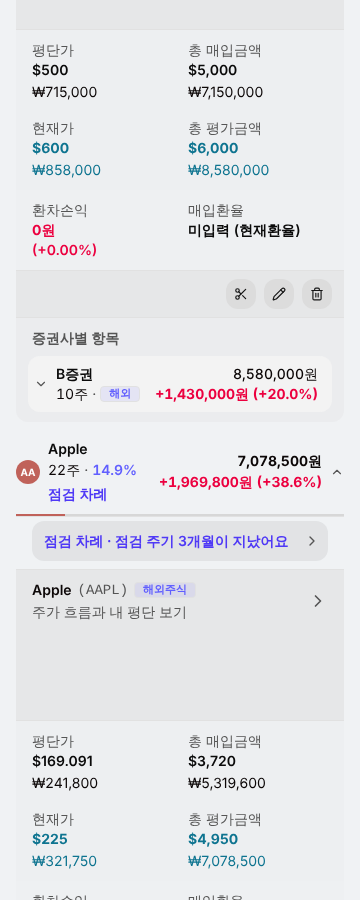 평단가 총 매입금액
$500 $5,000
₩715,000 ₩7,150,000
현재가 총 평가금액
$600 $6,000
₩858,000 ₩8,580,000
환차손익 매입환율
0원 미입력 (현재환율)
(+0.00%)
증권사별 항목
B증권 8,580,000원
10주 · 해외 +1,430,000원 (+20.0%)
Apple
AA 22주 · 14.9% 7,078,500원
점검 차례 +1,969,800원 (+38.6%)
점검 차례 · 점검 주기 3개월이 지났어요
Apple (AAPL) 해외주식
주가 흐름과 내 평단 보기
평단가 총 매입금액
$169.091 $3,720
₩241,800 ₩5,319,600
현재가 총 평가금액
$225 $4,950
₩321,750 ₩7,078,500